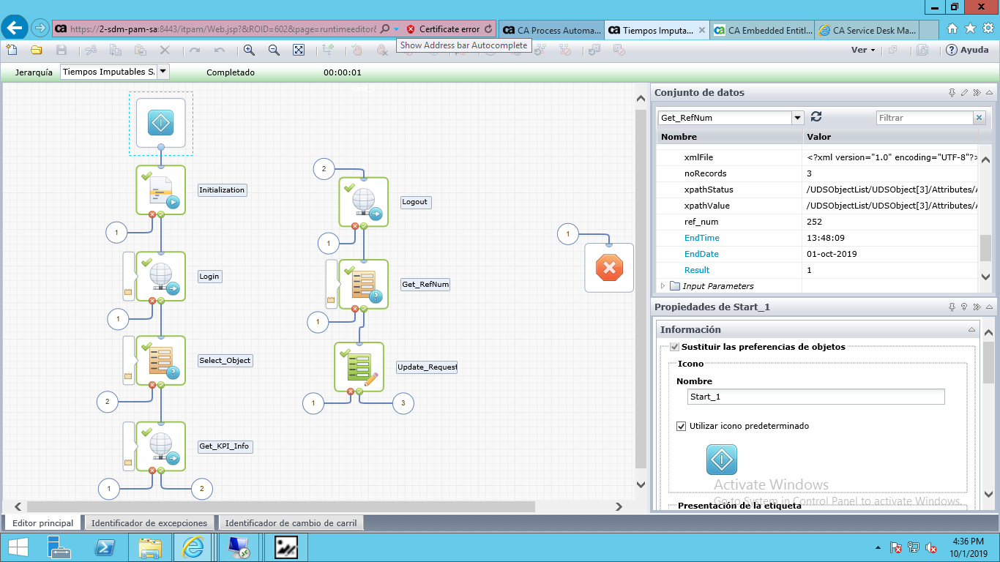 https://2-sdm-pam-sa:8443/itpam/Web.jsp?&ROID=602&page=runtimeeditor&
Certificate error
CA Process Automa...
Tiempos Imputa...
CA Embedded Entitl...
CA Service Desk Ma...
Show Address bar Autocomplete
Ver
Ayuda
Jerarquía
Tiempos Imputables S.
Completado
00:00:01
Initialization
1
Login
1
Select_Object
2
Get_KPI_Info
1
2
2
Logout
1
Get_RefNum
1
Update_Request
1
3
1
Conjunto de datos
Get_RefNum
Filtrar
Nombre
Valor
xmlFile
<?xml version="1.0" encoding="UTF-8"?>
noRecords
3
xpathStatus
/UDSObjectList/UDSObject[3]/Attributes/
xpathValue
/UDSObjectList/UDSObject[3]/Attributes/
ref_num
252
EndTime
13:48:09
EndDate
01-oct-2019
Result
1
Input Parameters
Propiedades de Start_1
Información
Sustituir las preferencias de objetos
Icono
Nombre
Start_1
Utilizar icono predeterminado
Activate Windows
Go to System in Control Panel to activate Windows.
Presentación de la etiqueta
Editor principal
Identificador de excepciones
Identificador de cambio de carril
4:36 PM
10/1/2019